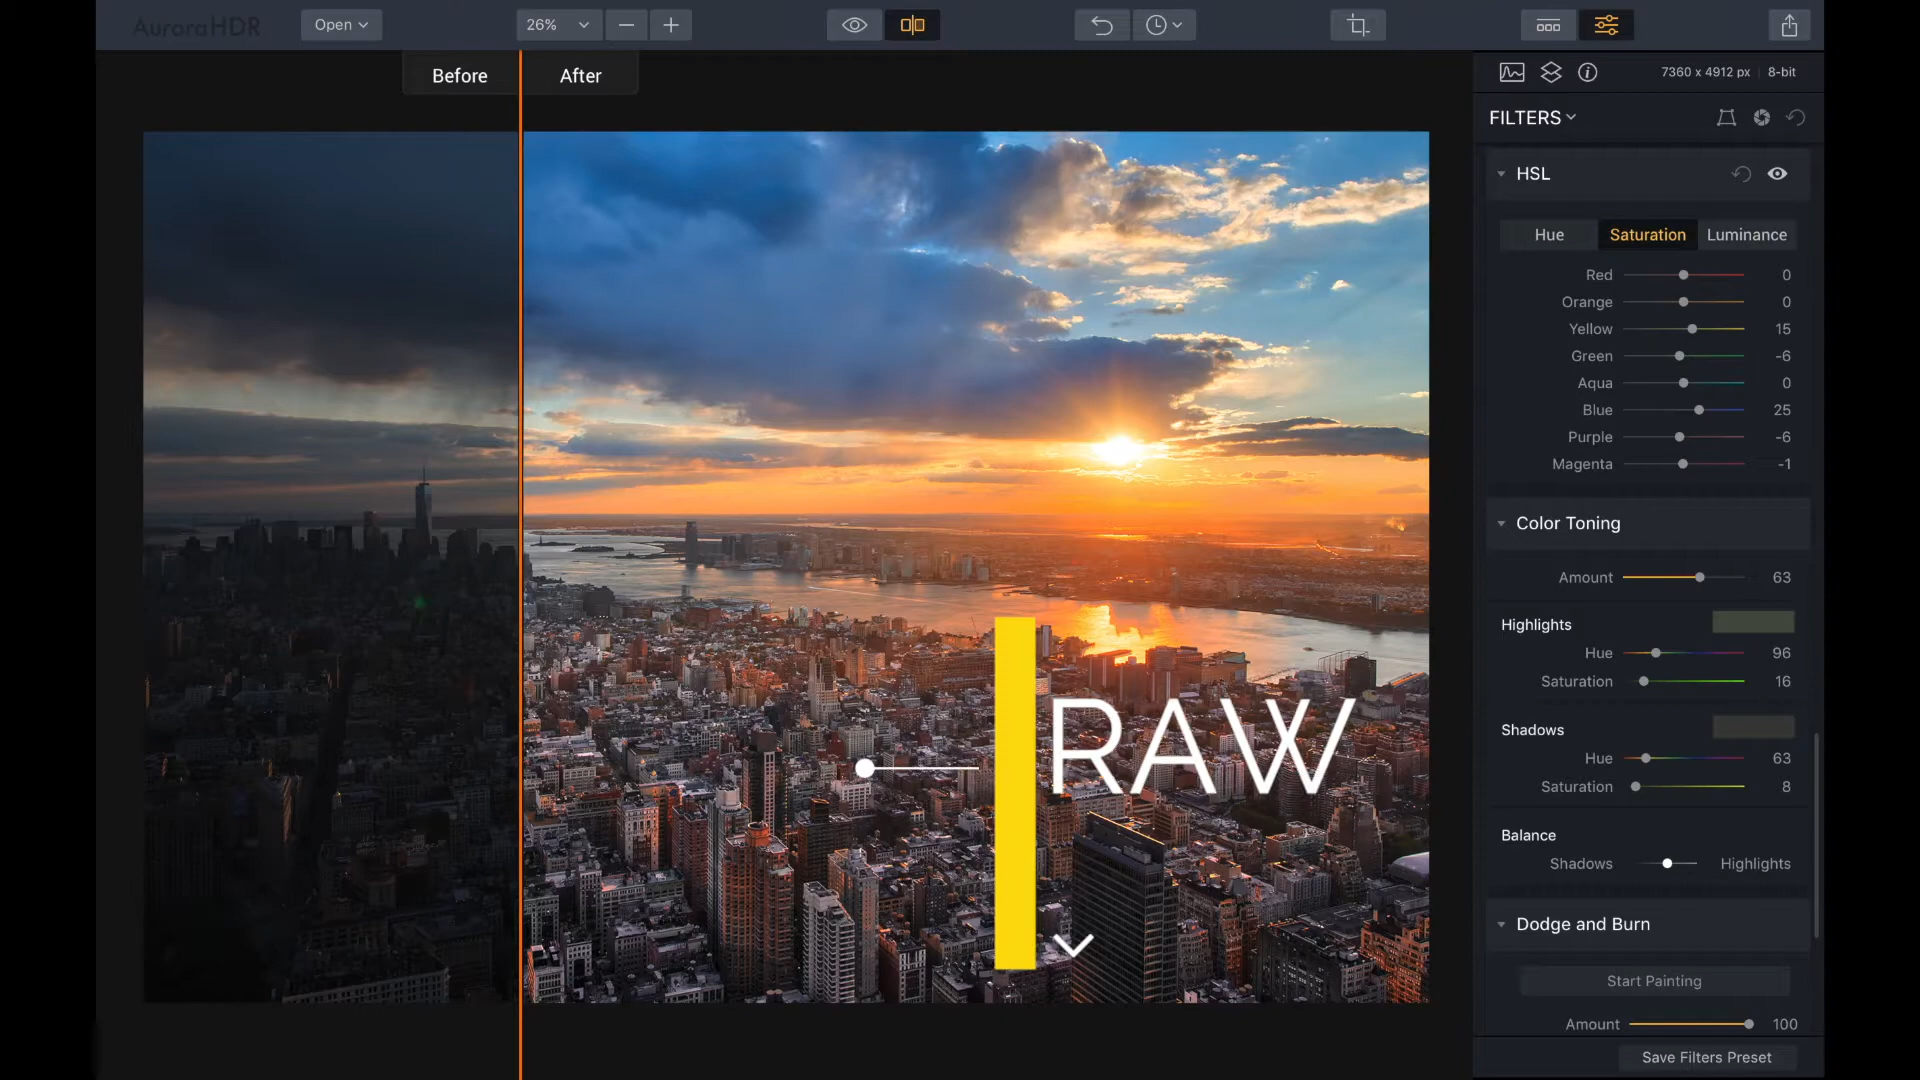 AuroraHDR
Open
26%
Before
After
7360 x 4912 px
8-bit
FILTERS
HSL
Hue
Saturation
Luminance
Red 0
Orange 0
Yellow 15
Green -6
Aqua 0
Blue 25
Purple -6
Magenta -1
Color Toning
Amount 63
Highlights
Hue 96
Saturation 16
Shadows
Hue 63
Saturation 8
Balance
Shadows Highlights
Dodge and Burn
Start Painting
Amount 100
Save Filters Preset
RAW